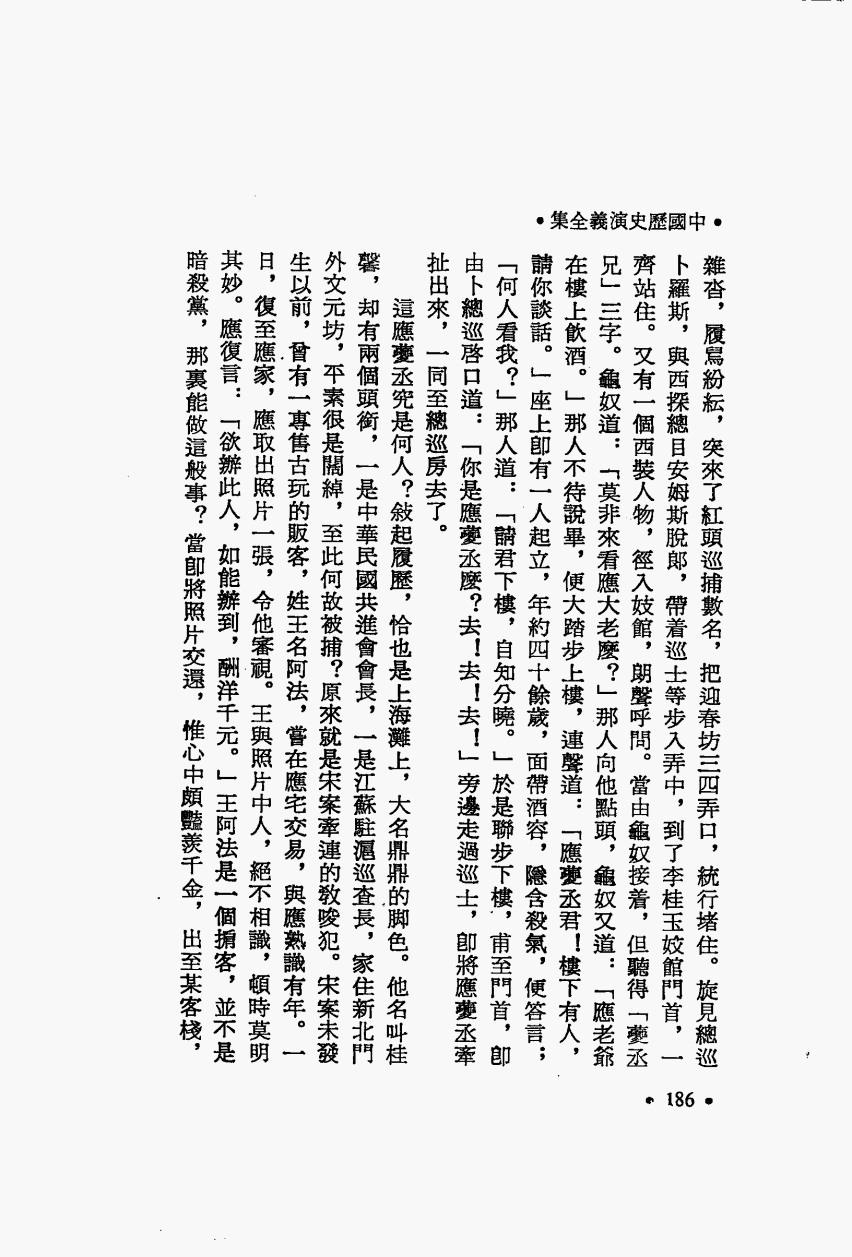 •中國歷史演義全集•
雜沓，履舄紛紜，突來了紅頭巡捕數名，把迎春坊三四弄口，統行堵住。旋見總巡
卜羅斯，與西探總目安姆斯脫郎，帶着巡士等步入弄中，到了李桂玉妓館門首，一
齊站住。又有一個西裝人物，徑入妓館，朗聲呼問。當由龜奴接着，但聽得「夔丞
兄」三字。龜奴道：「莫非來看應大老麼？」那人向他點頭，龜奴又道：「應老爺
在樓上飲酒。」那人不待說畢，便大踏步上樓，連聲道：「應夔丞君！樓下有人，
請你談話。」座上卽有一人起立，年約四十餘歲，面帶酒容，隱含殺氣，便答言；
「何人看我？」那人道：「請君下樓，自知分曉。」於是聯步下樓，甫至門首，卽
由卜總巡啓口道：「你是應夔丞麼？去！去！去！」旁邊走過巡士，卽將應夔丞牽
扯出來，一同至總巡房去了。
這應夔丞究是何人？敍起履歷，恰也是上海灘上，大名鼎鼎的脚色。他名叫桂
馨，却有兩個頭銜，一是中華民國共進會會長，一是江蘇駐滬巡查長，家住新北門
外文元坊，平素很是闊綽，至此何故被捕？原來就是宋案牽連的敎唆犯。宋案未發
生以前，曾有一專售古玩的販客，姓王名阿法，嘗在應宅交易，與應熟識有年。一
日，復至應家，應取出照片一張，令他審視。王與照片中人，絕不相識，頓時莫明
其妙。應復言：「欲辦此人，如能辦到，酬洋千元。」王阿法是一個掮客，並不是
暗殺黨，那裏能做這般事？當卽將照片交還，惟心中頗豔羨千金，出至某客棧，
•186•